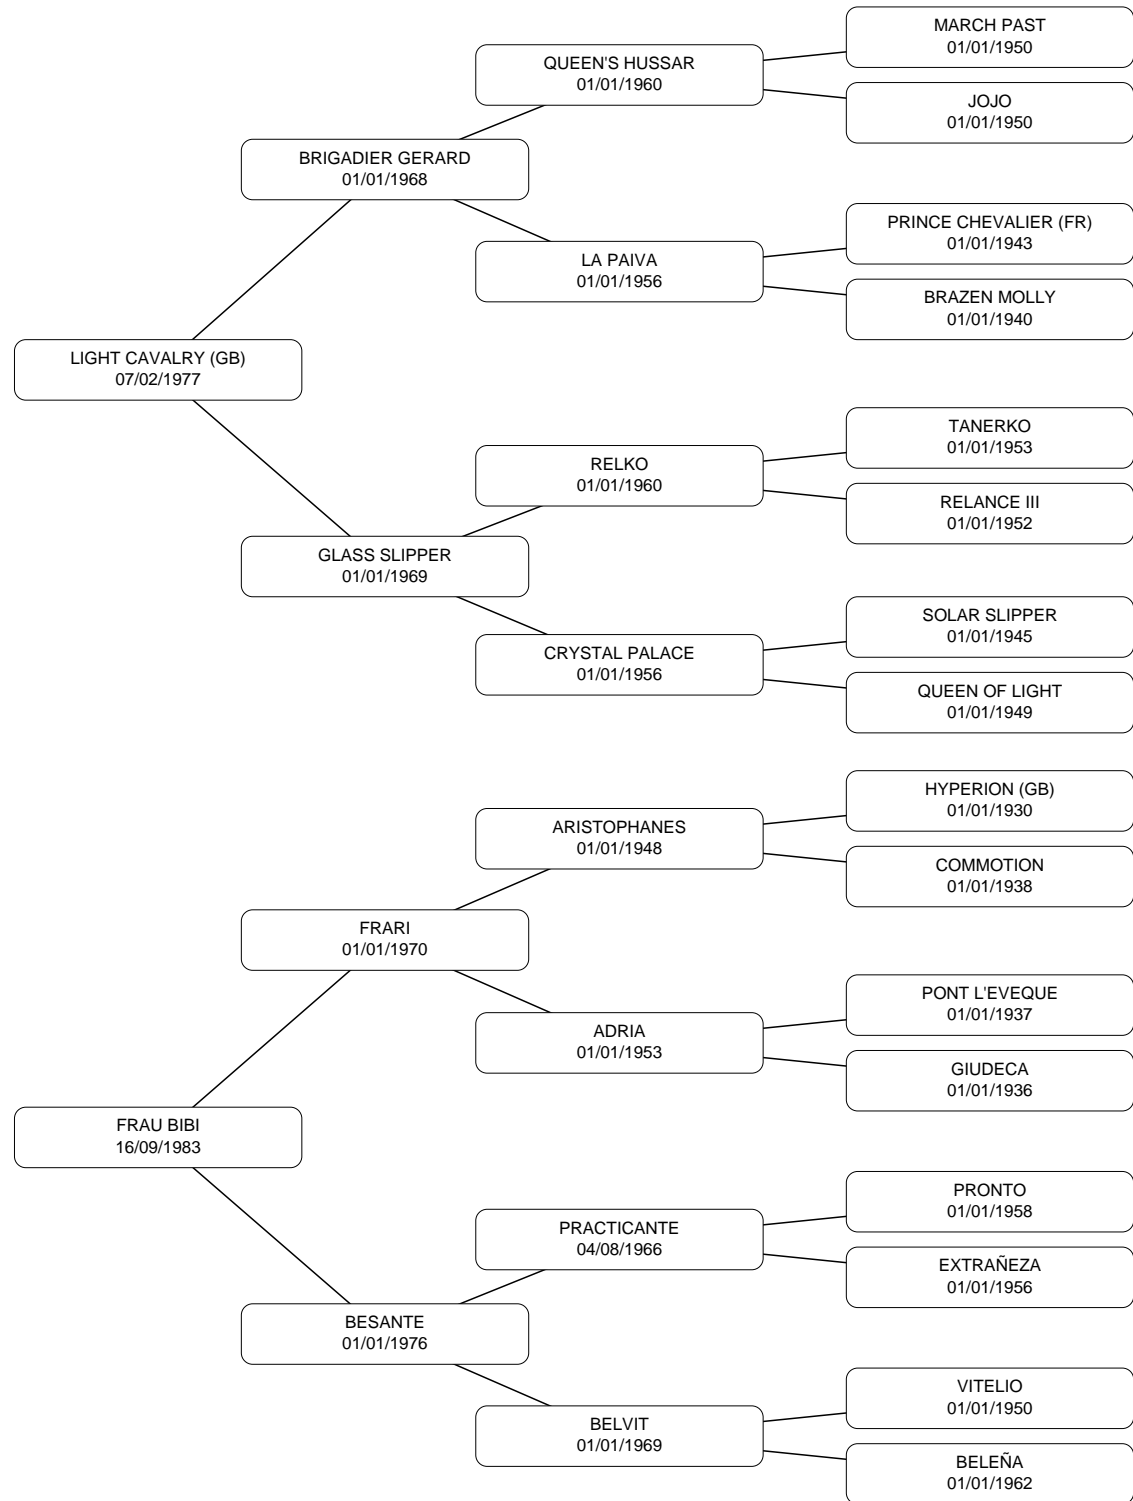 MARCH PAST
01/01/1950
QUEEN'S HUSSAR
01/01/1960
JOJO
01/01/1950
BRIGADIER GERARD
01/01/1968
PRINCE CHEVALIER (FR)
01/01/1943
LA PAIVA
01/01/1956
BRAZEN MOLLY
01/01/1940
LIGHT CAVALRY (GB)
07/02/1977
TANERKO
01/01/1953
RELKO
01/01/1960
RELANCE III
01/01/1952
GLASS SLIPPER
01/01/1969
SOLAR SLIPPER
01/01/1945
CRYSTAL PALACE
01/01/1956
QUEEN OF LIGHT
01/01/1949
HYPERION (GB)
01/01/1930
ARISTOPHANES
01/01/1948
COMMOTION
01/01/1938
FRARI
01/01/1970
PONT L'EVEQUE
01/01/1937
ADRIA
01/01/1953
GIUDECA
01/01/1936
FRAU BIBI
16/09/1983
PRONTO
01/01/1958
PRACTICANTE
04/08/1966
EXTRAÑEZA
01/01/1956
BESANTE
01/01/1976
VITELIO
01/01/1950
BELVIT
01/01/1969
BELEÑA
01/01/1962